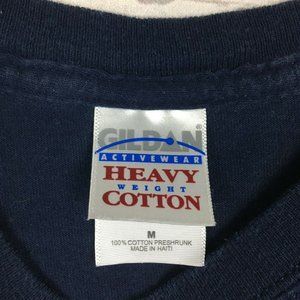 GILDAN
ACTIVEWEAR
HEAVY
WEIGHT
COTTON
M
100% COTTON PRESHRUNK
MADE IN HAITI